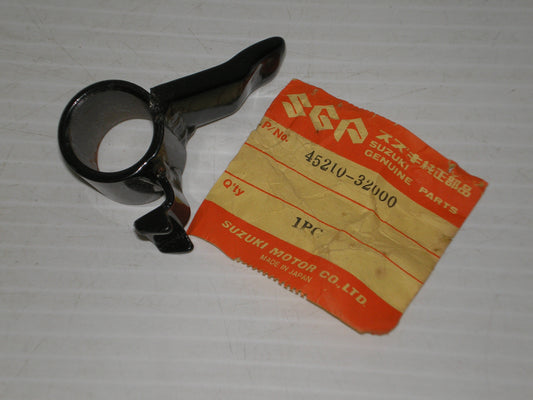 SGP
スズキ純正部品
SUZUKI
GENUINE PARTS
P/No.
45210-32000
Q'ty
1PC
SUZUKI MOTOR CO.,LTD.
MADE IN JAPAN